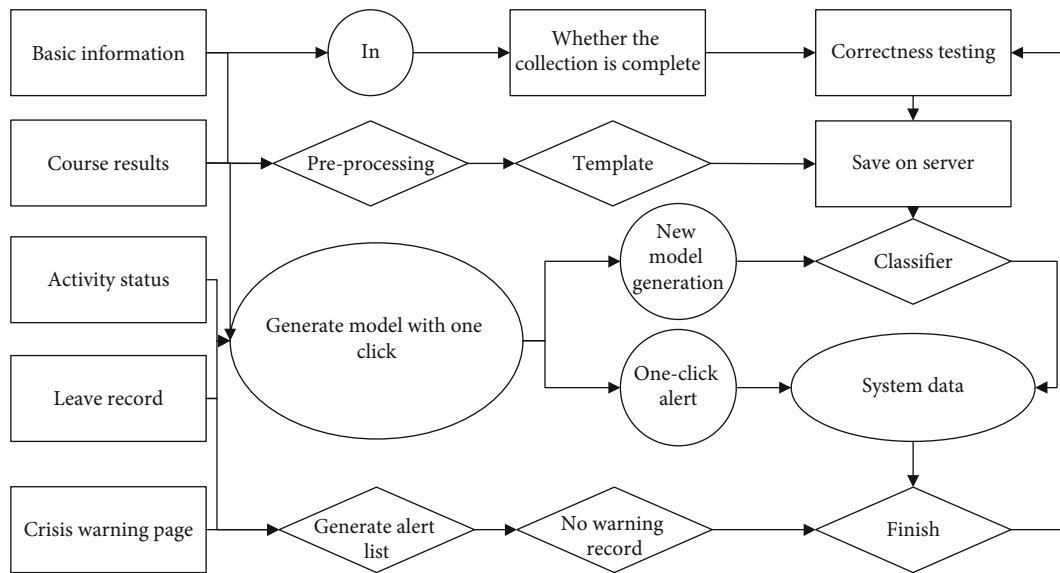 Basic information
In
Whether the
collection is complete
Correctness testing
Course results
Pre-processing
Template
Save on server
Activity status
Generate model with one
click
New
model
generation
Classifier
Leave record
One-click
alert
System data
Crisis warning page
Generate alert
list
No warning
record
Finish